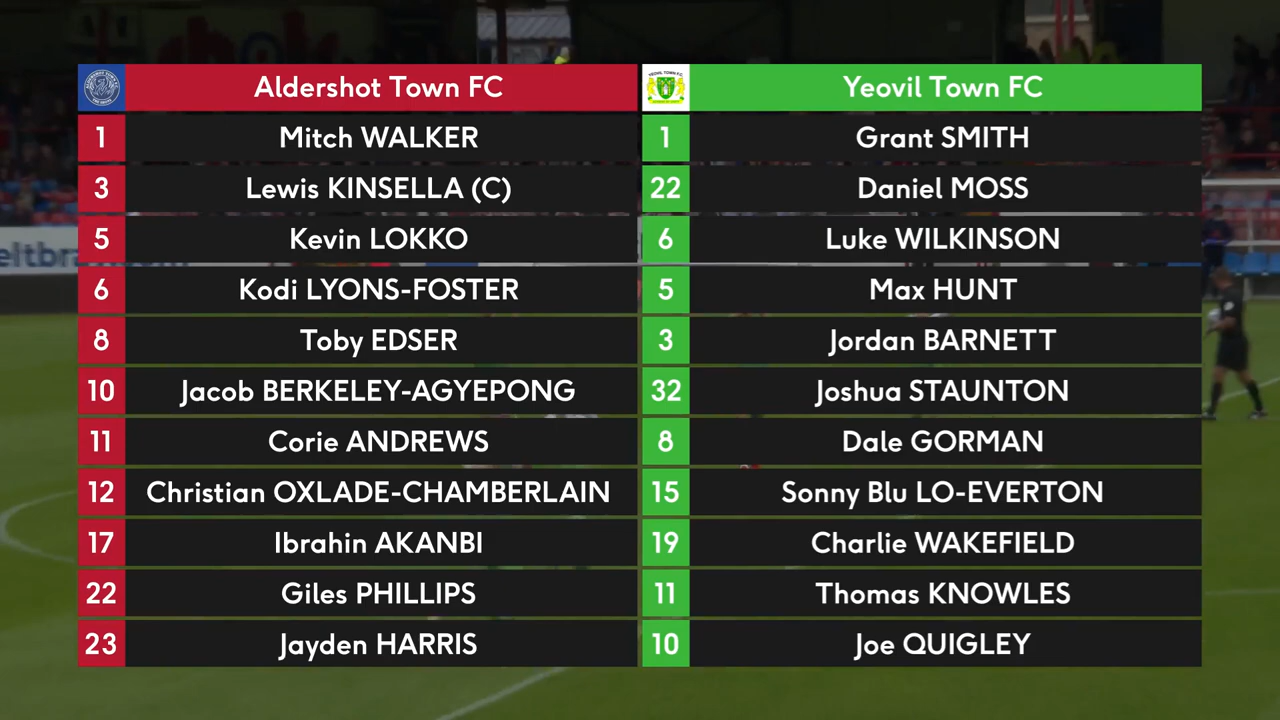 Aldershot Town FC
1 Mitch WALKER
3 Lewis KINSELLA (C)
5 Kevin LOKKO
6 Kodi LYONS-FOSTER
8 Toby EDSER
10 Jacob BERKELEY-AGYEPONG
11 Corie ANDREWS
12 Christian OXLADE-CHAMBERLAIN
17 Ibrahin AKANBI
22 Giles PHILLIPS
23 Jayden HARRIS
YEOVIL TOWN F.C.
Yeovil Town FC
1 Grant SMITH
22 Daniel MOSS
6 Luke WILKINSON
5 Max HUNT
3 Jordan BARNETT
32 Joshua STAUNTON
8 Dale GORMAN
15 Sonny Blu LO-EVERTON
19 Charlie WAKEFIELD
11 Thomas KNOWLES
10 Joe QUIGLEY